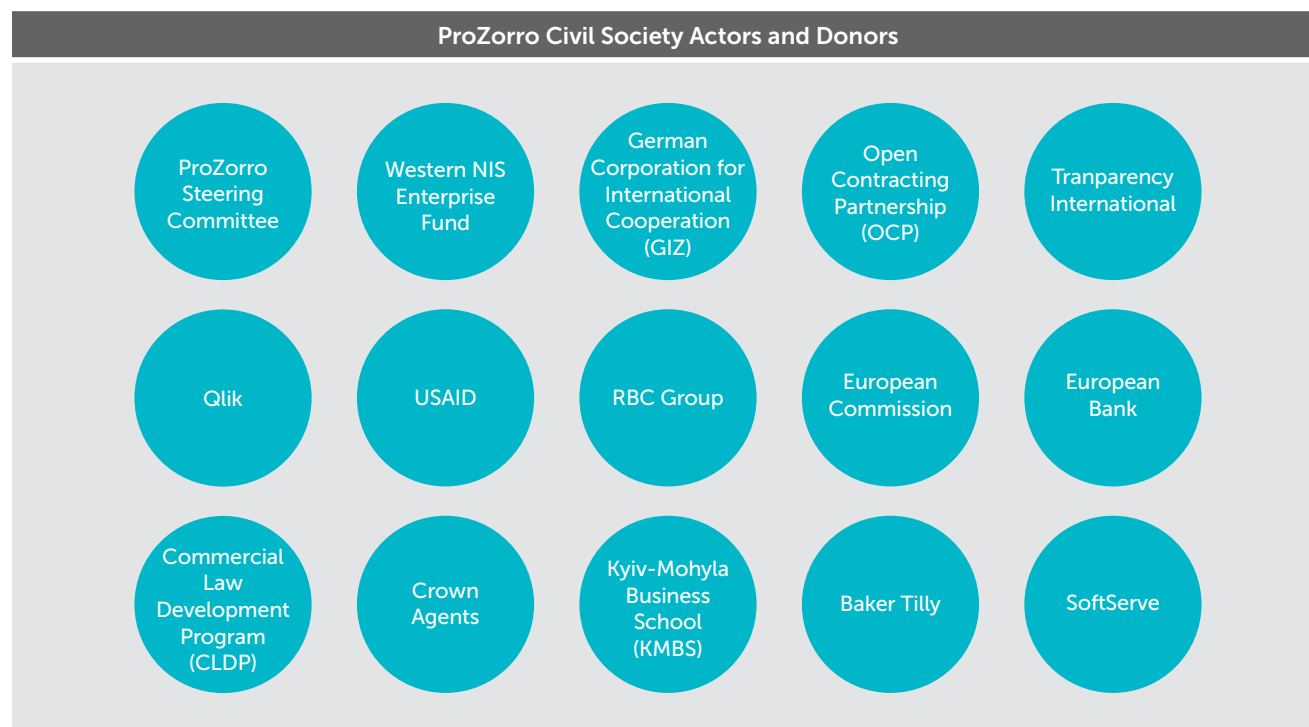 ProZorro Civil Society Actors and Donors
ProZorro
Steering
Committee
Western NIS
Enterprise
Fund
German
Corporation for
International
Cooperation
(GIZ)
Open
Contracting
Partnership
(OCP)
Tranparency
International
Qlik
USAID
RBC Group
European
Commission
European
Bank
Commercial
Law
Development
Program
(CLDP)
Crown
Agents
Kyiv-Mohyla
Business
School
(KMBS)
Baker Tilly
SoftServe